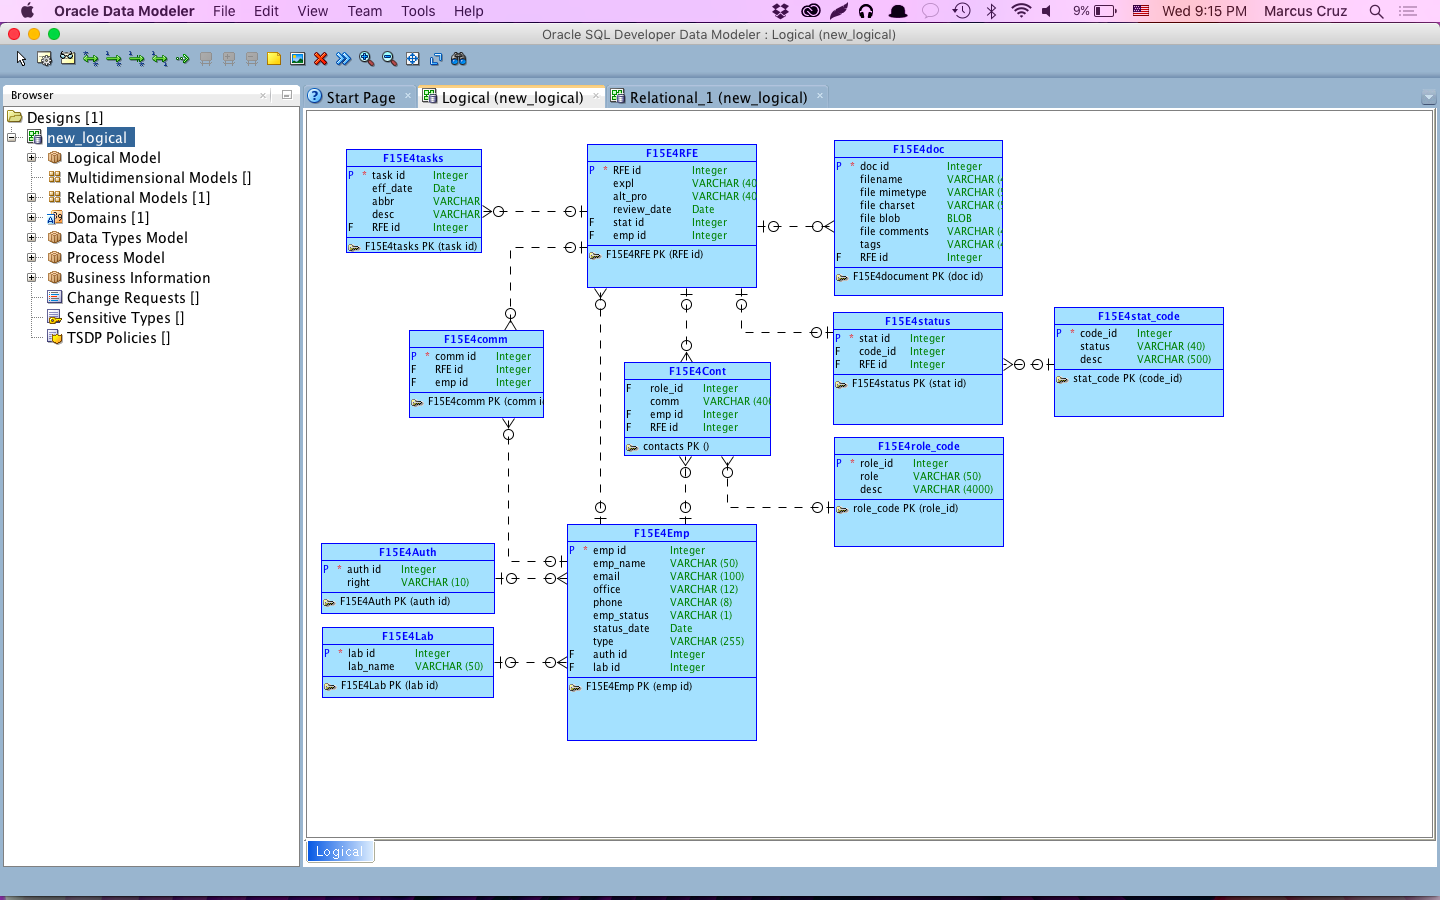 Oracle Data Modeler File Edit View Team Tools Help 9% Wed 9:15 PM Marcus Cruz
Oracle SQL Developer Data Modeler : Logical (new_logical)
Browser
Designs [1]
new_logical
Logical Model
Multidimensional Models []
Relational Models [1]
Domains [1]
Data Types Model
Process Model
Business Information
Change Requests []
Sensitive Types []
TSDP Policies []
Start Page
Logical (new_logical)
Relational_1 (new_logical)
F15E4tasks
P * task id Integer
eff_date Date
abbr VARCHAR
desc VARCHAR
F RFE id Integer
F15E4tasks PK (task id)
F15E4RFE
P * RFE id Integer
expl VARCHAR (40
alt_pro VARCHAR (40
review_date Date
F stat id Integer
F emp id Integer
F15E4RFE PK (RFE id)
F15E4doc
P * doc id Integer
filename VARCHAR (
file mimetype VARCHAR (
file charset VARCHAR (
file blob BLOB
file comments VARCHAR (
tags VARCHAR (
F RFE id Integer
F15E4document PK (doc id)
F15E4comm
P * comm id Integer
F RFE id Integer
F emp id Integer
F15E4comm PK (comm i
F15E4Cont
F role_id Integer
comm VARCHAR (40
F emp id Integer
F RFE id Integer
contacts PK ()
F15E4status
P * stat id Integer
F code_id Integer
F RFE id Integer
F15E4status PK (stat id)
F15E4stat_code
P * code_id Integer
status VARCHAR (40)
desc VARCHAR (500)
stat_code PK (code_id)
F15E4role_code
P * role_id Integer
role VARCHAR (50)
desc VARCHAR (4000)
role_code PK (role_id)
F15E4Auth
P * auth id Integer
right VARCHAR (10)
F15E4Auth PK (auth id)
F15E4Lab
P * lab id Integer
lab_name VARCHAR (50)
F15E4Lab PK (lab id)
F15E4Emp
P * emp id Integer
emp_name VARCHAR (50)
email VARCHAR (100)
office VARCHAR (12)
phone VARCHAR (8)
emp_status VARCHAR (1)
status_date Date
type VARCHAR (255)
F auth id Integer
F lab id Integer
F15E4Emp PK (emp id)
Logical